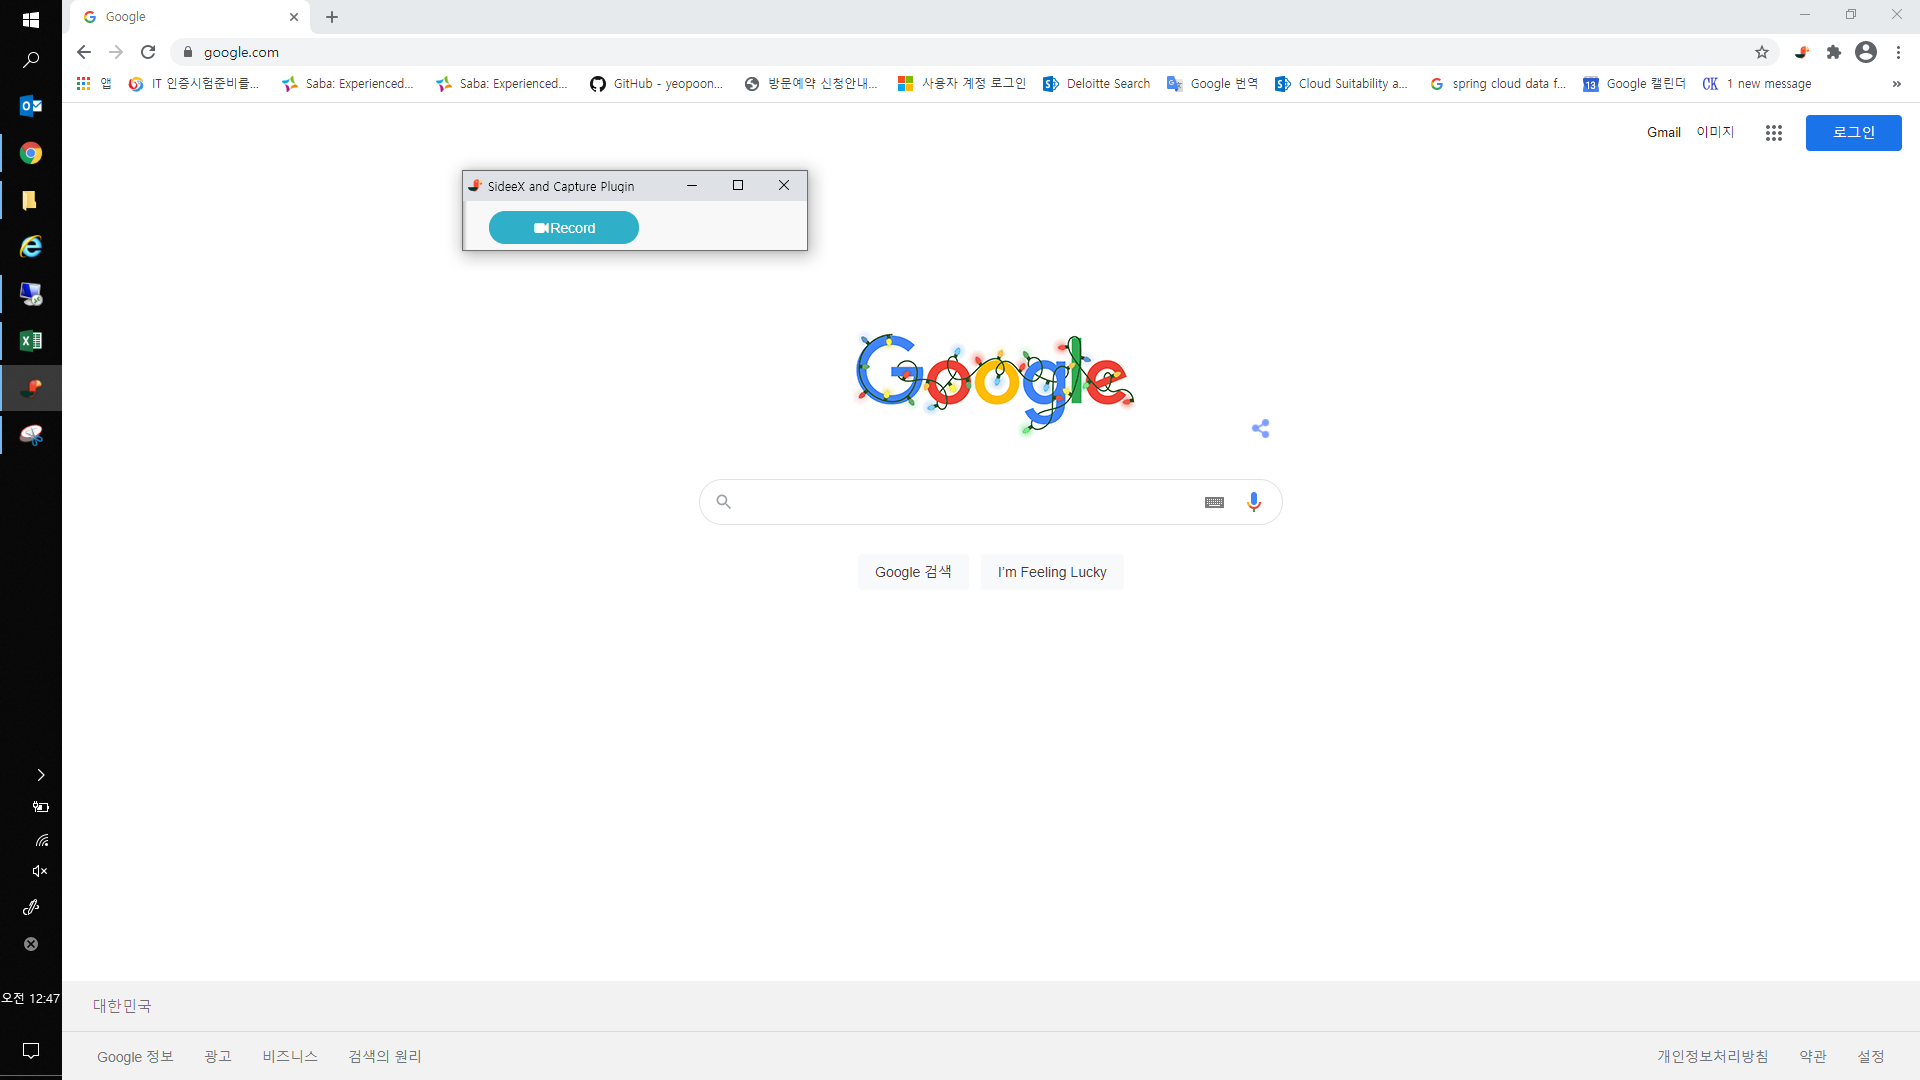 Google
google.com
앱
IT 인증시험준비를...
Saba: Experienced...
Saba: Experienced...
GitHub - yeopoon...
방문예약 신청안내...
사용자 계정 로그인
Deloitte Search
Google 번역
Cloud Suitability a...
13
Google 캘린더
spring cloud data f...
CK
1 new message
»
Gmail
이미지
로그인
SideeX and Capture Plugin
Record
Google
Google 검색
I'm Feeling Lucky
오전 12:47
대한민국
Google 정보
광고
비즈니스
검색의 원리
개인정보처리방침
약관
설정